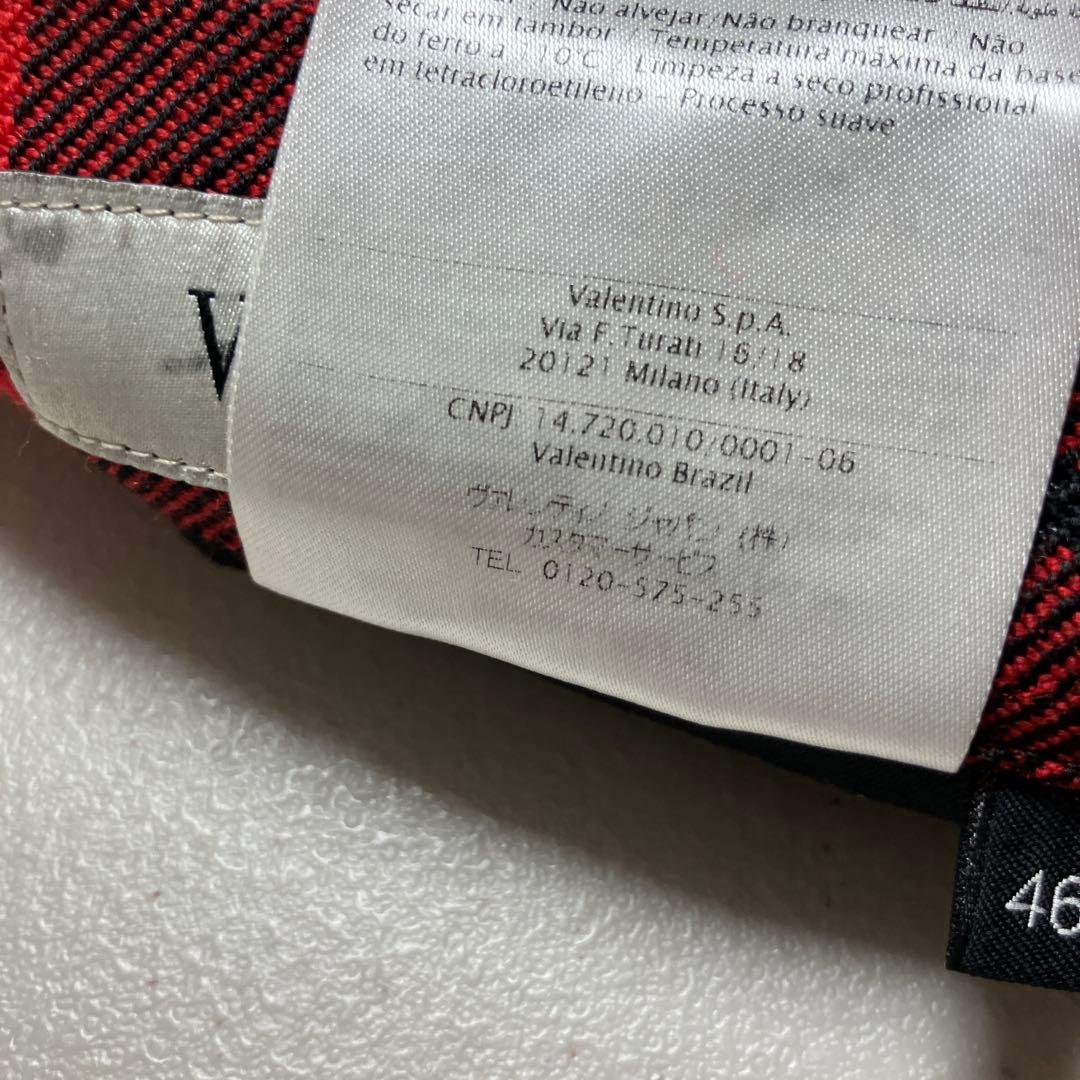 Não alvejar/Não branquear / Não
secar em tambor / Temperatura máxima da base
do ferro a 110°C / Limpeza a seco profissional
em tetracloroetileno - Processo suave
Valentino S.p.A.
Via F.Turati 16/18
20121 Milano (Italy)
CNPJ 14.720.010/0001-06
Valentino Brazil
ヴァレンティノ ジャパン (株)
カスタマーサービス
TEL 0120-575-255
V
46